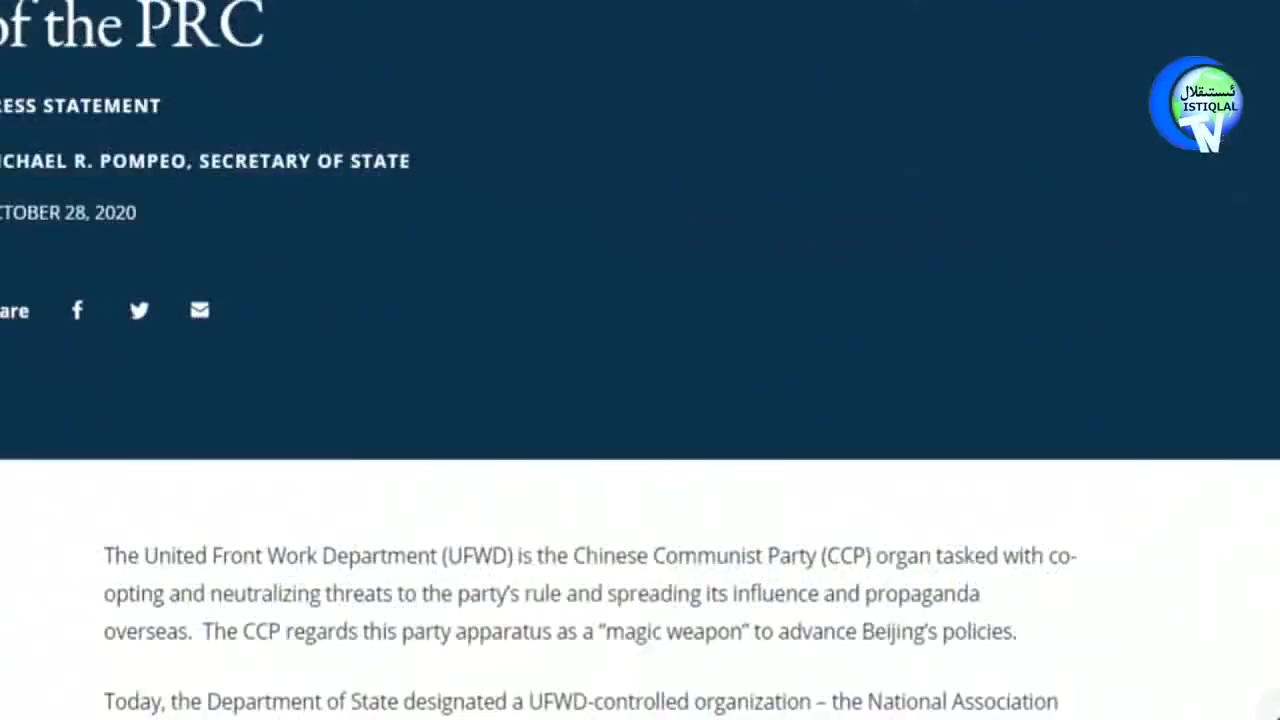 of the PRC
RESS STATEMENT
ICHAEL R. POMPEO, SECRETARY OF STATE
CTOBER 28, 2020
are
ئىستىقلال
ISTIQLAL
TV
The United Front Work Department (UFWD) is the Chinese Communist Party (CCP) organ tasked with co-
opting and neutralizing threats to the party’s rule and spreading its influence and propaganda
overseas.  The CCP regards this party apparatus as a “magic weapon” to advance Beijing’s policies.
Today, the Department of State designated a UFWD-controlled organization – the National Association